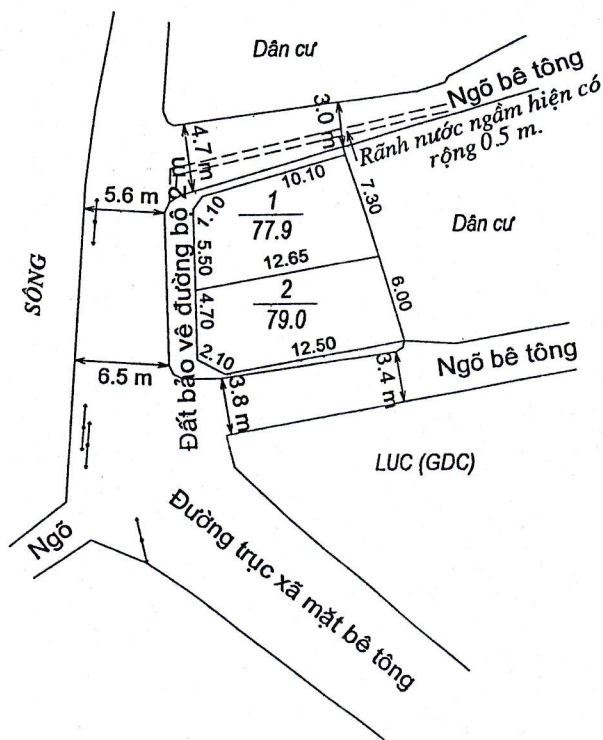 Dân cư
Ngõ bê tông
Rãnh nước ngầm hiện có
rộng 0.5 m.
3.0 m
4.7 m
5.6 m
10.10
1.10
1
77.9
7.30
Dân cư
SÔNG
Đất bảo vệ đường bộ 2 m
5.50
12.65
4.70
2
79.0
6.00
2.10
12.50
6.5 m
3.8 m
3.4 m
Ngõ bê tông
LUC (GDC)
Ngõ
Đường trục xã mặt bê tông